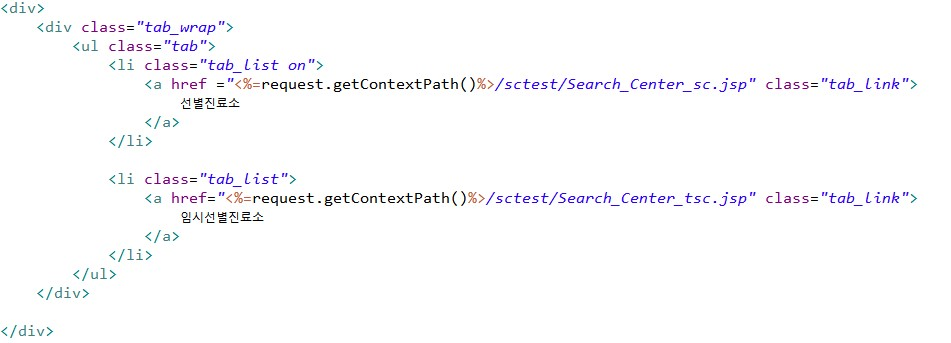 <div>
    <div class="tab_wrap">
        <ul class="tab">
            <li class="tab_list on">
                <a href ="<%=request.getContextPath()%>/sctest/Search_Center_sc.jsp" class="tab_link">
                    선별진료소
                </a>
            </li>

            <li class="tab_list">
                <a href="<%=request.getContextPath()%>/sctest/Search_Center_tsc.jsp" class="tab_link">
                    임시선별진료소
                </a>
            </li>
        </ul>
    </div>

</div>